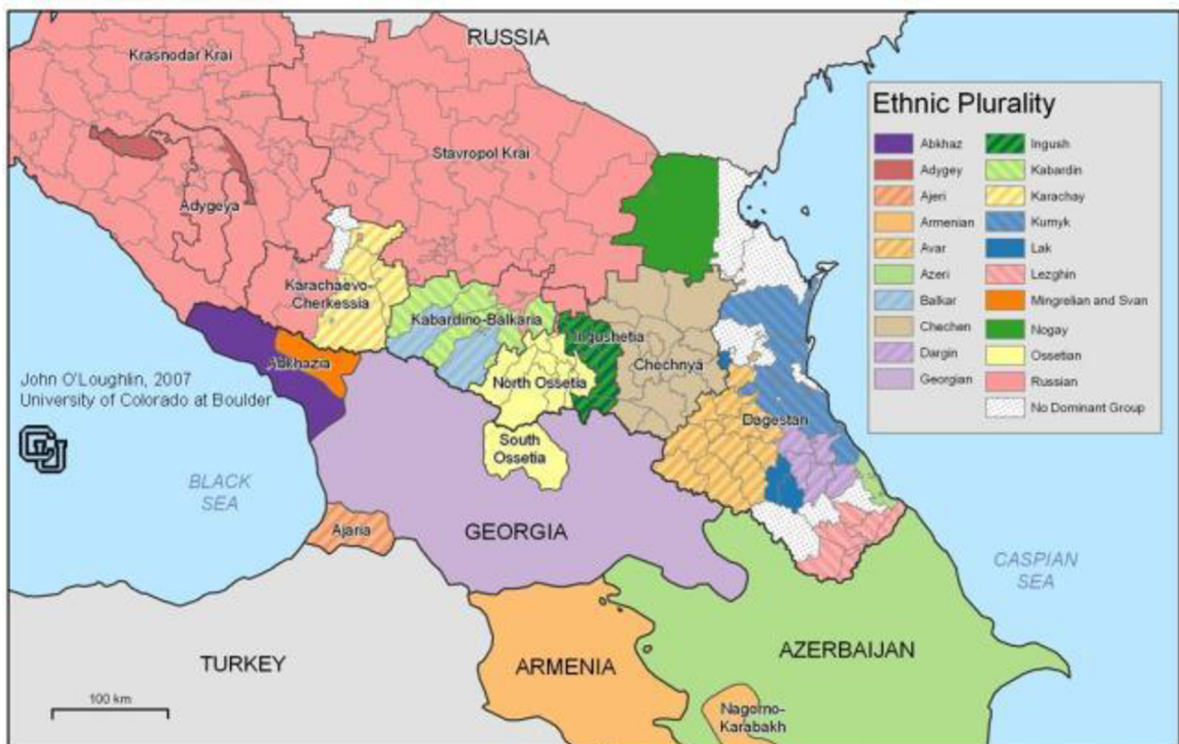 RUSSIA
Krasnodar Krai
Stavropol Krai
Adygeya
Karachaevo-
Cherkessia
Kabardino-Balkaria
Ingushetia
Abkhazia
North Ossetia
Chechnya
John O'Loughlin, 2007
University of Colorado at Boulder
CU
South
Ossetia
Dagestan
BLACK
SEA
Ajaria
GEORGIA
CASPIAN
SEA
TURKEY
ARMENIA
AZERBAIJAN
100 km
Nagorno-
Karabakh
Ethnic Plurality
Abkhaz
Adygey
Ajeri
Armenian
Avar
Azeri
Balkar
Chechen
Dargin
Georgian
Ingush
Kabardin
Karachay
Kumyk
Lak
Lezghin
Mingrelian and Svan
Nogay
Ossetian
Russian
No Dominant Group